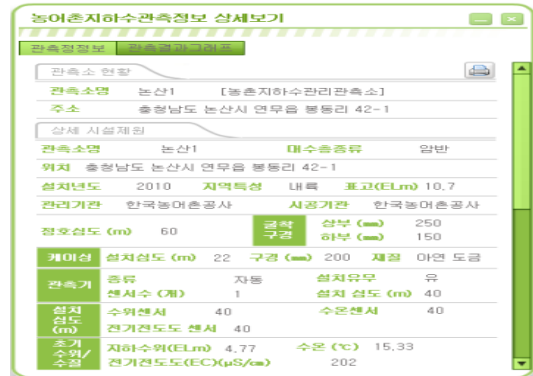 농어촌지하수관측정보 상세보기
관측정정보 관측결과그래프
관측소 현황
관측소명 논산1 [농촌지하수관리관측소]
주소 충청남도 논산시 연무읍 봉동리 42-1
상세 시설제원
관측소명 논산1 대수층종류 암반
위치 충청남도 논산시 연무읍 봉동리 42-1
설치년도 2010 지역특성 내륙 표고(ELm) 10,7
관리기관 한국농어촌공사 시공기관 한국농어촌공사
정호심도 (m) 60 굴착 구경 상부 (mm) 250
하부 (mm) 150
케이싱 설치심도 (m) 22 구경 (mm) 200 재질 아연 도금
관측기 종류 자동 설치유무 유
센서수 (개) 1 설치 심도 (m) 40
설치 심도 (m) 수위센서 40 수온센서 40
전기전도도 센서 40
초기 수위/ 수질 지하수위(ELm) 4,77 수온 (℃) 15,33
전기전도도(EC)(μS/㎝) 202